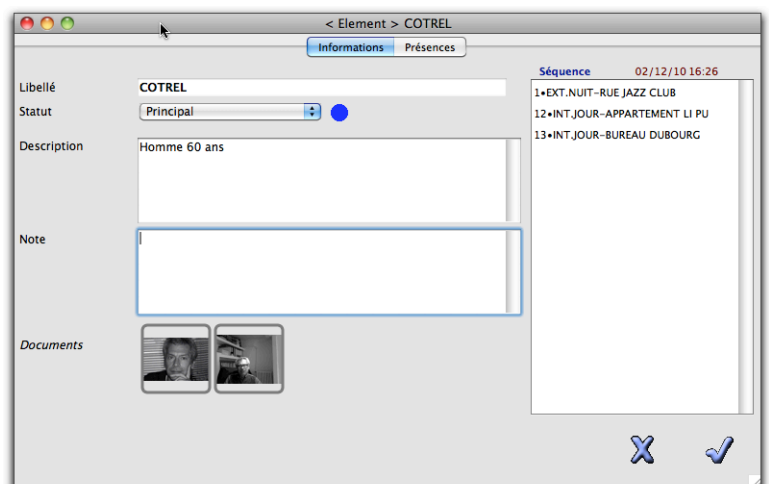 < Element > COTREL
Informations Présences
Séquence 02/12/10 16:26
Libellé COTREL
Statut Principal
Description Homme 60 ans
Note
Documents
1•EXT.NUIT-RUE JAZZ CLUB
12•INT.JOUR-APPARTEMENT LI PU
13•INT.JOUR-BUREAU DUBOURG